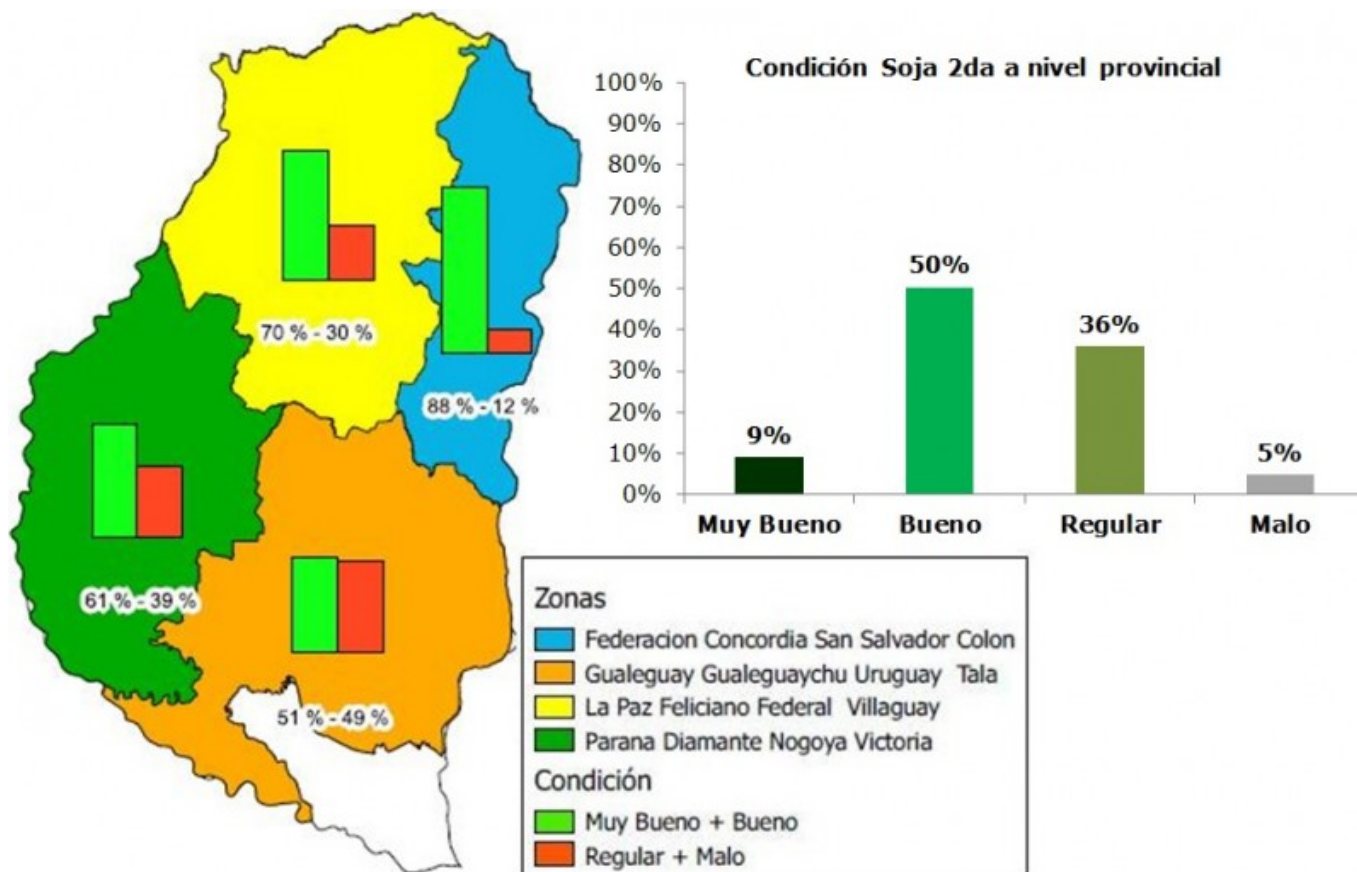 70 % - 30 %
88 % - 12 %
61 % - 39 %
51 % - 49 %
Condición Soja 2da a nivel provincial
100%
90%
80%
70%
60%
50%
40%
30%
20%
10%
0%
9%
50%
36%
5%
Muy Bueno
Bueno
Regular
Malo
Zonas
Federacion Concordia San Salvador Colon
Gualeguay Gualeguaychu Uruguay Tala
La Paz Feliciano Federal Villaguay
Parana Diamante Nogoya Victoria
Condición
Muy Bueno + Bueno
Regular + Malo